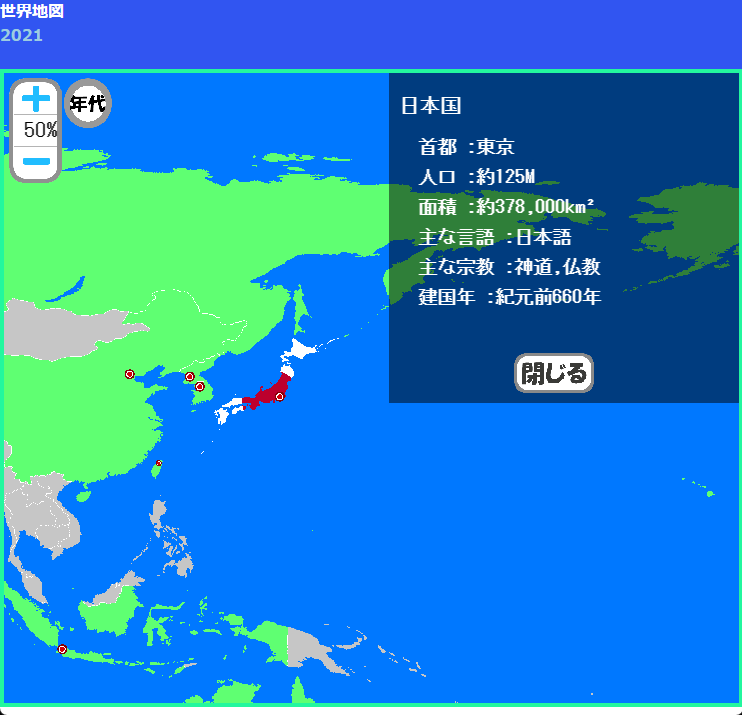 世界地図
2021
年代
50%
日本国
首都 :東京
人口 :約125M
面積 :約378,000km²
主な言語 :日本語
主な宗教 :神道,仏教
建国年 :紀元前660年
閉じる